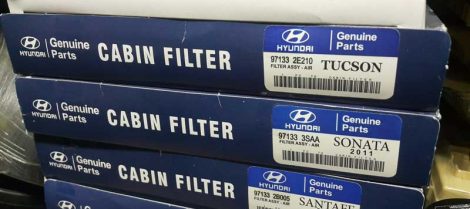 HYUNDAI
Genuine
Parts
CABIN FILTER
HYUNDAI
Genuine
Parts
97133 2E210
FILTER ASSY - AIR
TUCSON
CABIN FILTER
HYUNDAI
Genuine
Parts
CABIN FILTER
HYUNDAI
Genuine
Parts
97133 3SAA
FILTER ASSY - AIR
SONATA
2011
HYUNDAI
Genuine
Parts
CABIN FILTER
HYUNDAI
Genuine
Parts
97133 2B005
FILTER ASSY - AIR
SANTAFE